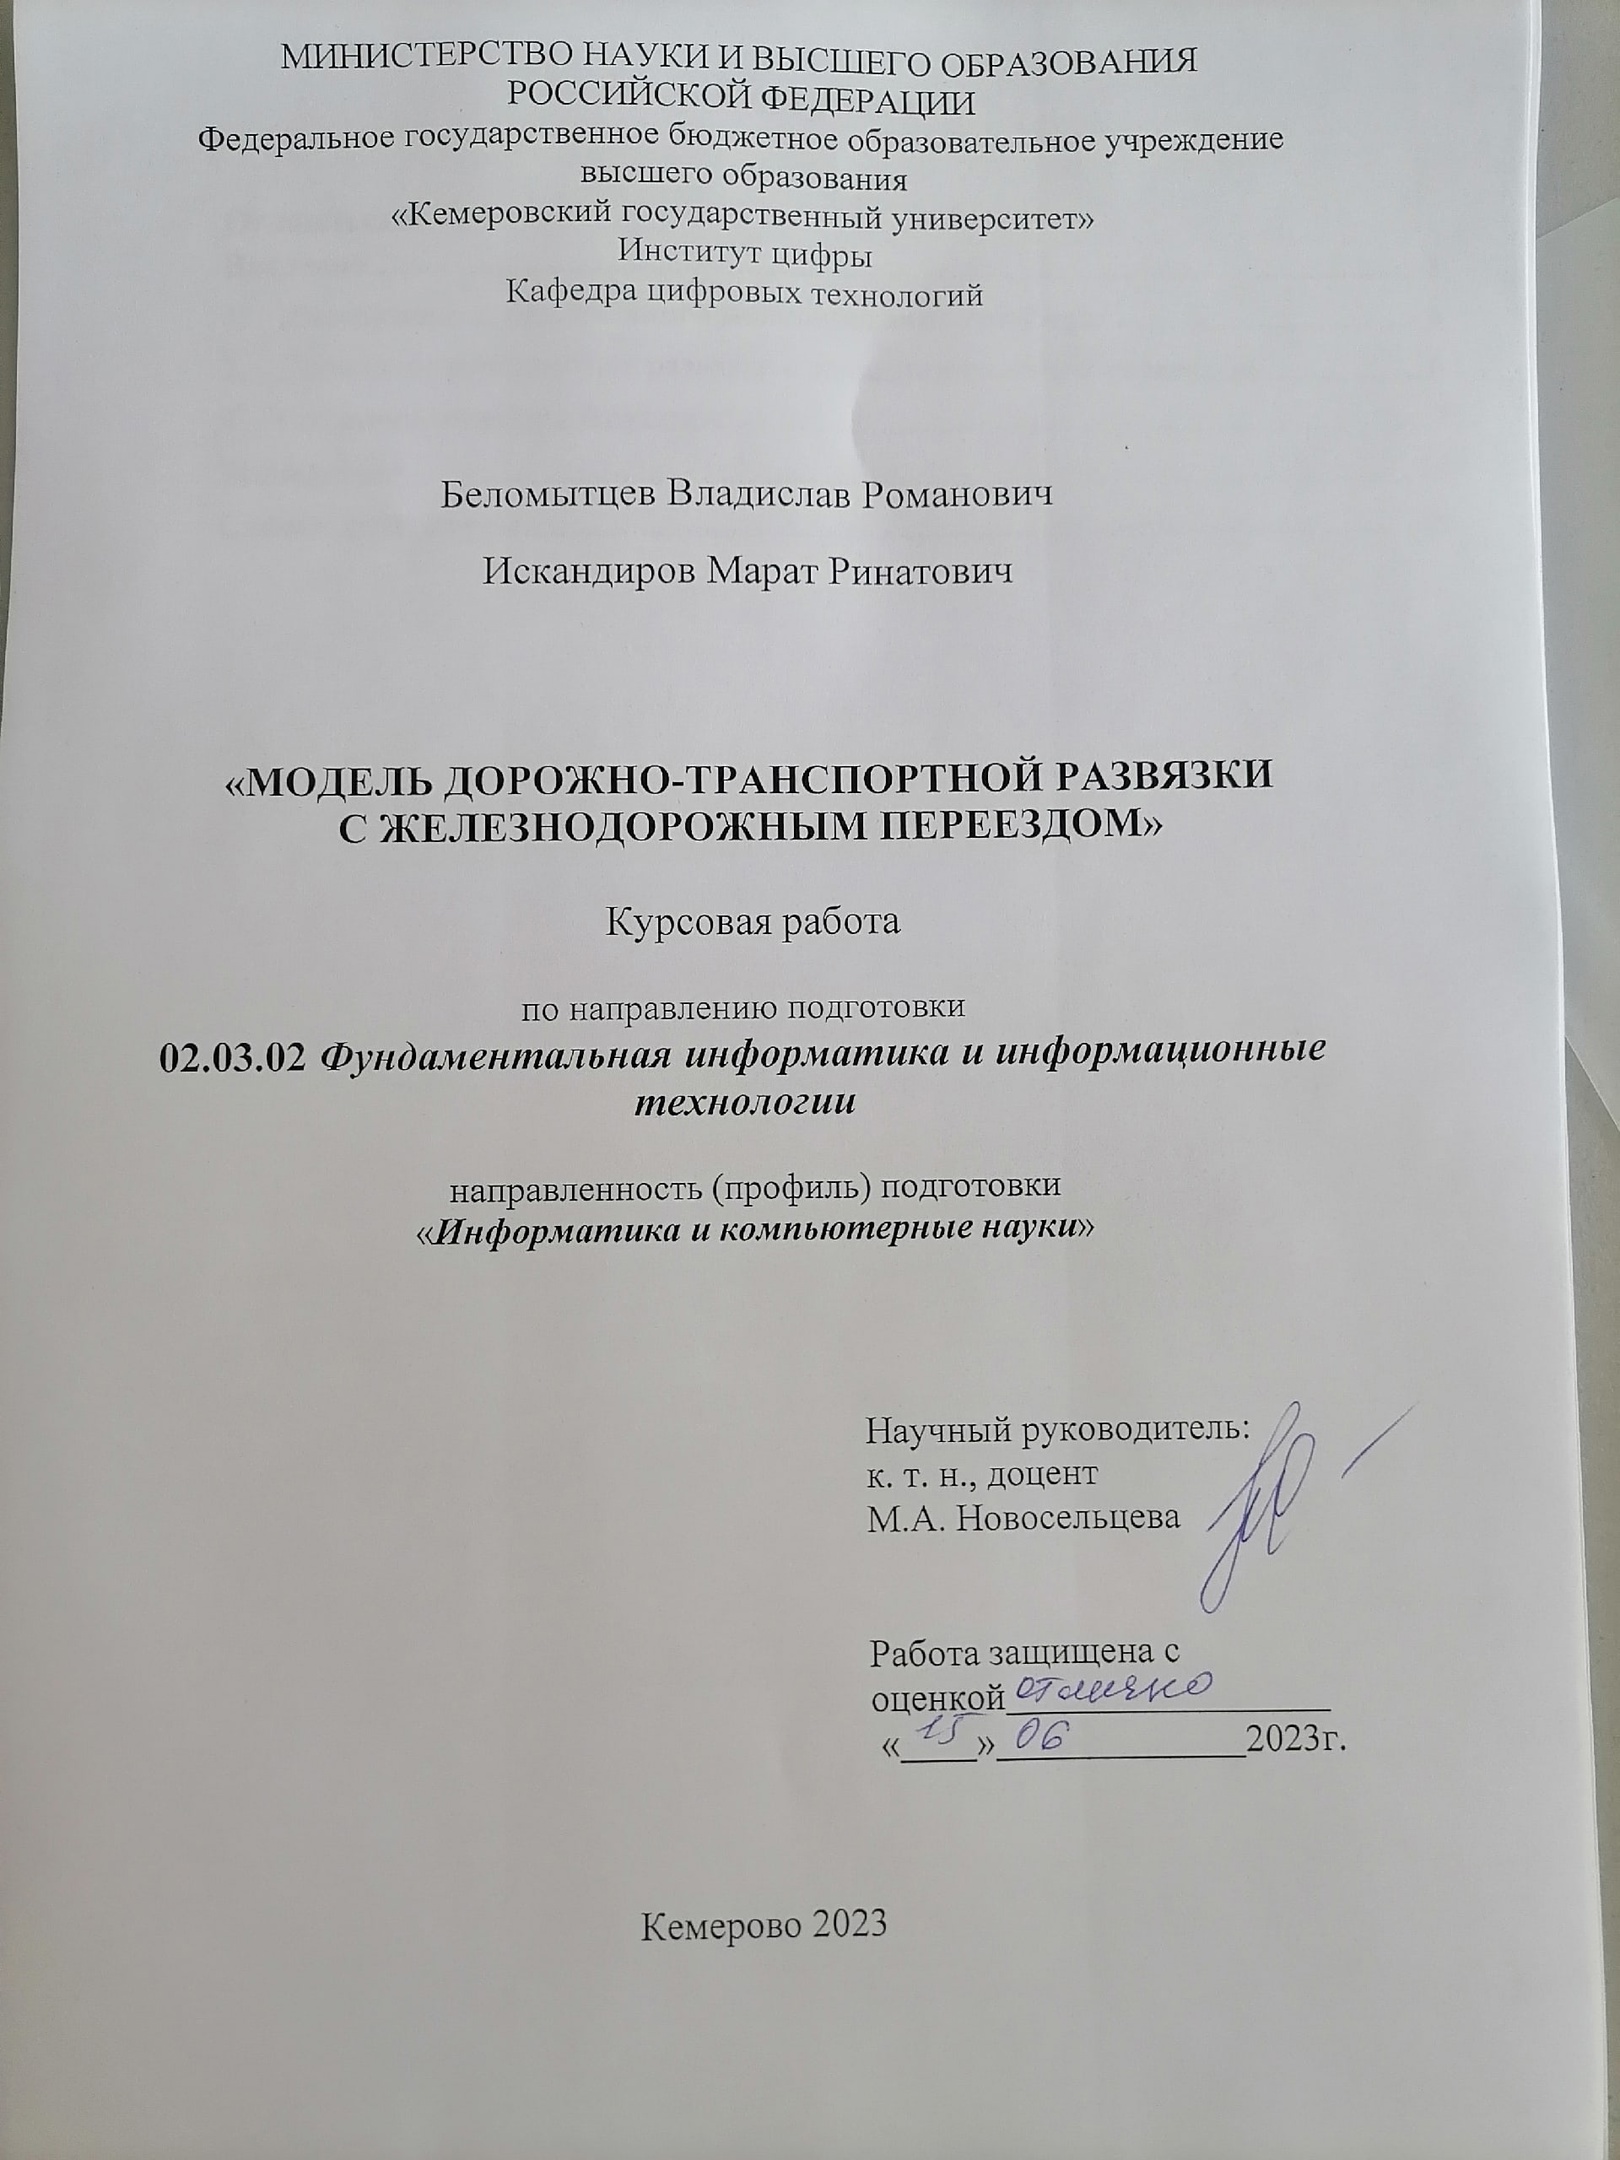 МИНИСТЕРСТВО НАУКИ И ВЫСШЕГО ОБРАЗОВАНИЯ
РОССИЙСКОЙ ФЕДЕРАЦИИ
Федеральное государственное бюджетное образовательное учреждение
высшего образования
«Кемеровский государственный университет»
Институт цифры
Кафедра цифровых технологий
Беломытцев Владислав Романович
Искандиров Марат Ринатович
«МОДЕЛЬ ДОРОЖНО-ТРАНСПОРТНОЙ РАЗВЯЗКИ
С ЖЕЛЕЗНОДОРОЖНЫМ ПЕРЕЕЗДОМ»
Курсовая работа
по направлению подготовки
02.03.02 Фундаментальная информатика и информационные
технологии
направленность (профиль) подготовки
«Информатика и компьютерные науки»
Научный руководитель:
к. т. н., доцент
М.А. Новосельцева
Работа защищена с
оценкой отлично
«15» 06 2023г.
Кемерово 2023